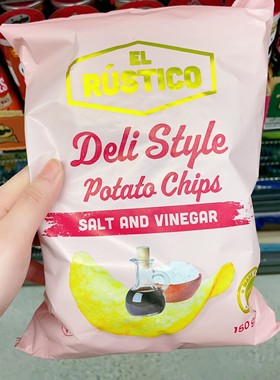 EL
RÚSTICO
Deli Style
Potato Chips
SALT AND VINEGAR
150g